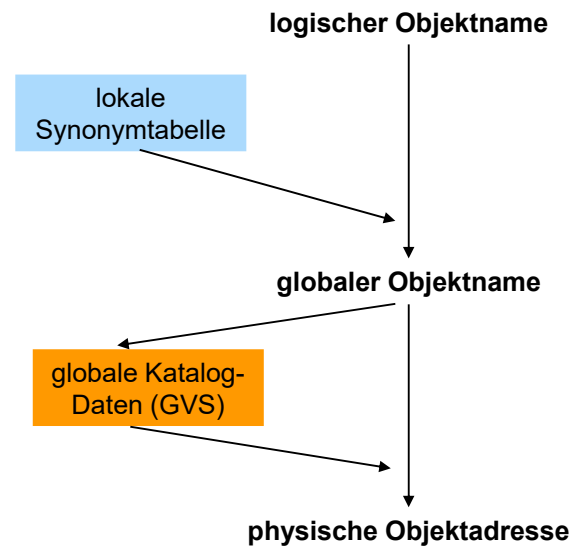 logischer Objektname
lokale
Synonymtabelle
globaler Objektname
globale Katalog-
Daten (GVS)
physische Objektadresse